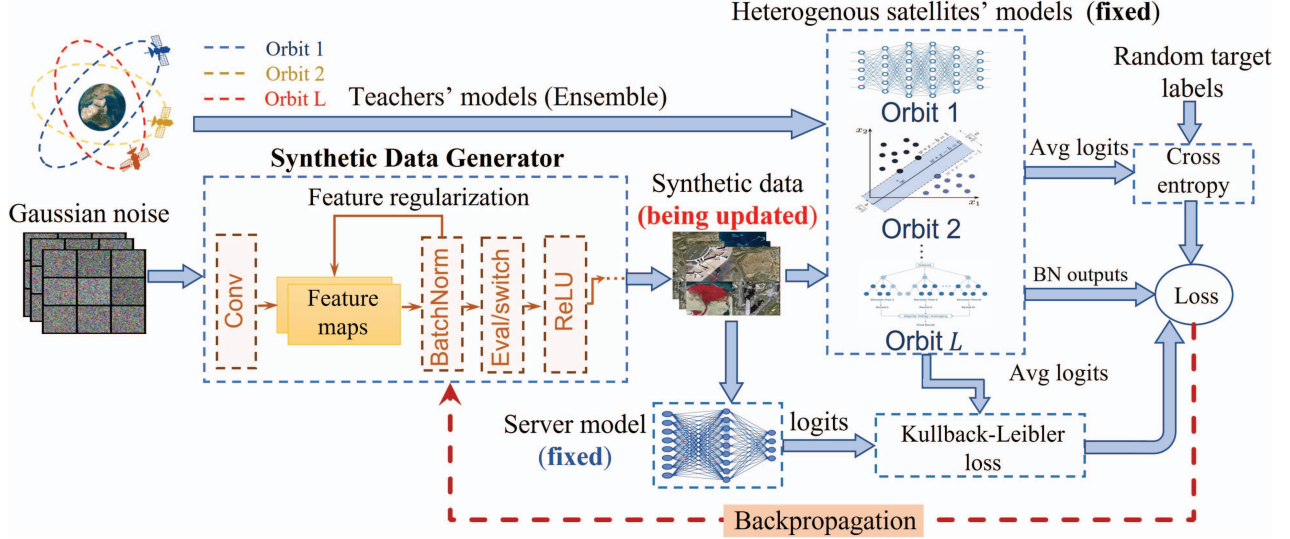 Heterogenous satellites' models (fixed)
Orbit 1
Orbit 2
Orbit L
Teachers' models (Ensemble)
Random target
labels
Orbit 1
x₂
x₁
Orbit 2
Orbit L
Avg logits
Cross
entropy
BN outputs
Loss
Avg logits
Synthetic Data Generator
Feature regularization
Gaussian noise
Conv
Feature
maps
BatchNorm
Eval/switch
ReLU
Synthetic data
(being updated)
Server model
(fixed)
logits
Kullback-Leibler
loss
Backpropagation